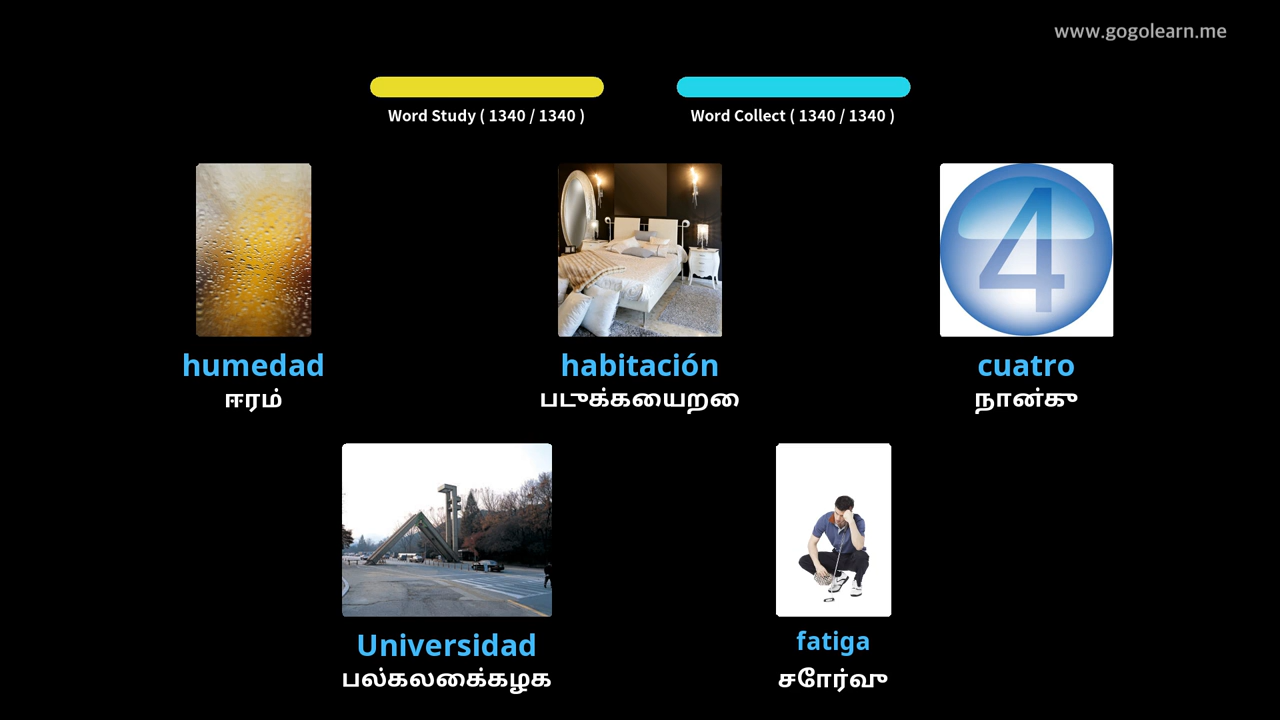 www.gogolearn.me
Word Study ( 1340 / 1340 )
Word Collect ( 1340 / 1340 )
4
humedad
ஈரம்
habitación
படுக்கையறை
cuatro
நான்கு
Universidad
பல்கலைக்கழக
fatiga
சோர்வு